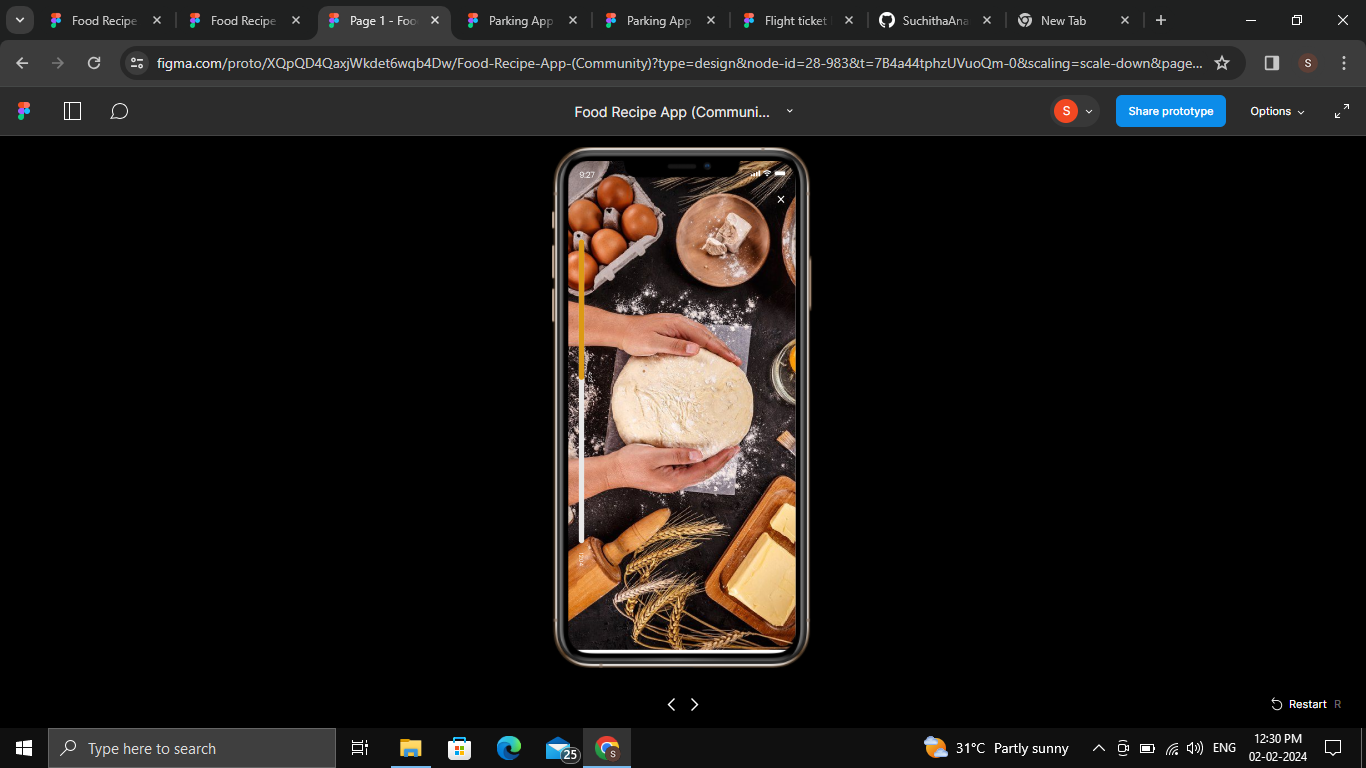 Food Recipe
Food Recipe
Page 1 - Foo
Parking App
Parking App
Flight ticket
SuchithaAna
New Tab
figma.com/proto/XQpQD4QaxjWkdet6wqb4Dw/Food-Recipe-App-(Community)?type=design&node-id=28-983&t=7B4a44tphzUVuoQm-0&scaling=scale-down&page...
S
Food Recipe App (Communi...
S
Share prototype
Options
9:27
Restart R
Type here to search
25
S
31°C Partly sunny
ENG
12:30 PM
02-02-2024